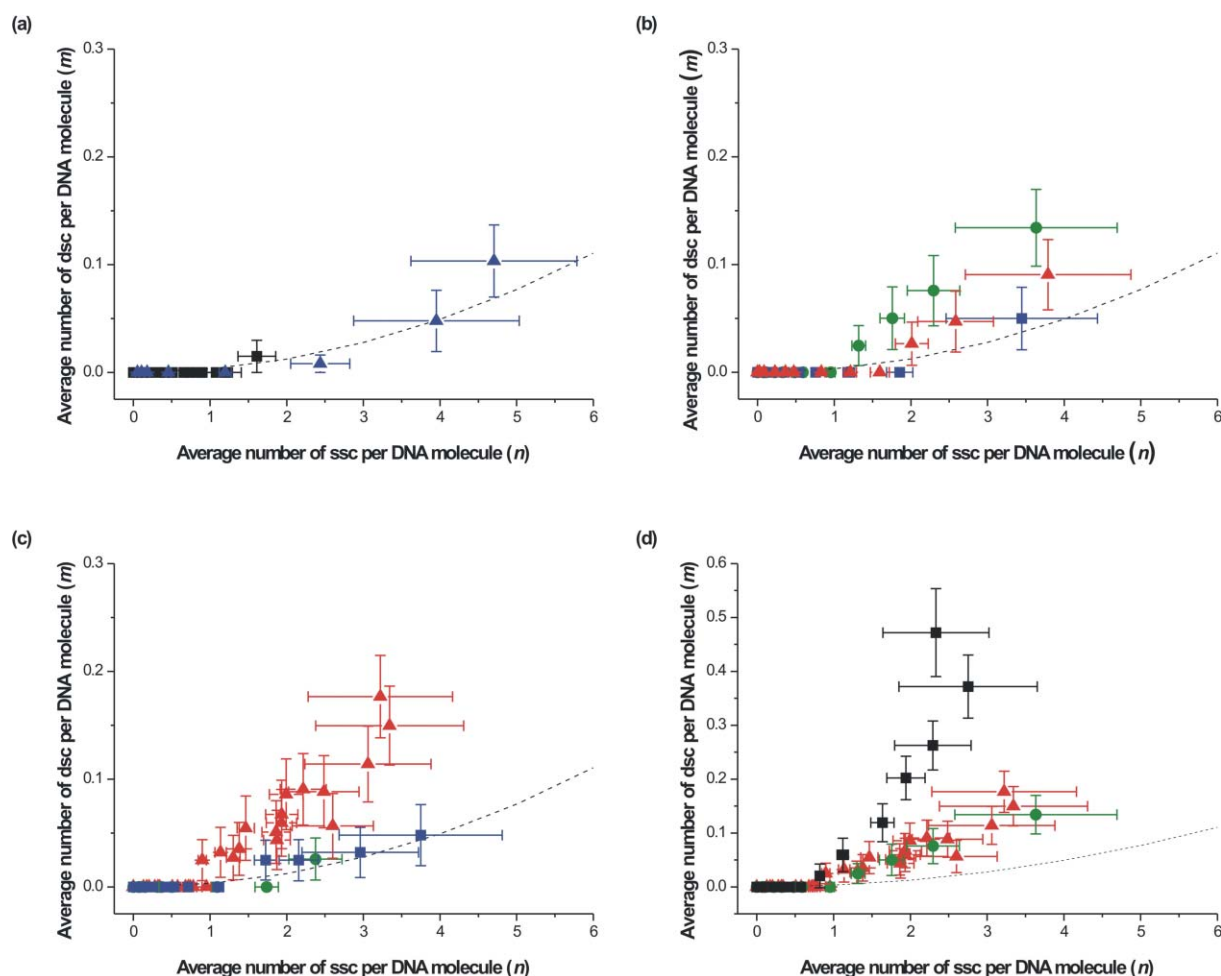 (a)
Average number of dsc per DNA molecule (m)
0.3
0.2
0.1
0.0
0 1 2 3 4 5 6
Average number of ssc per DNA molecule (n)
(b)
Average number of dsc per DNA molecule (m)
0.3
0.2
0.1
0.0
0 1 2 3 4 5 6
Average number of ssc per DNA molecule (n)
(c)
Average number of dsc per DNA molecule (m)
0.3
0.2
0.1
0.0
0 1 2 3 4 5 6
Average number of ssc per DNA molecule (n)
(d)
Average number of dsc per DNA molecule (m)
0.6
0.5
0.4
0.3
0.2
0.1
0.0
0 1 2 3 4 5 6
Average number of ssc per DNA molecule (n)